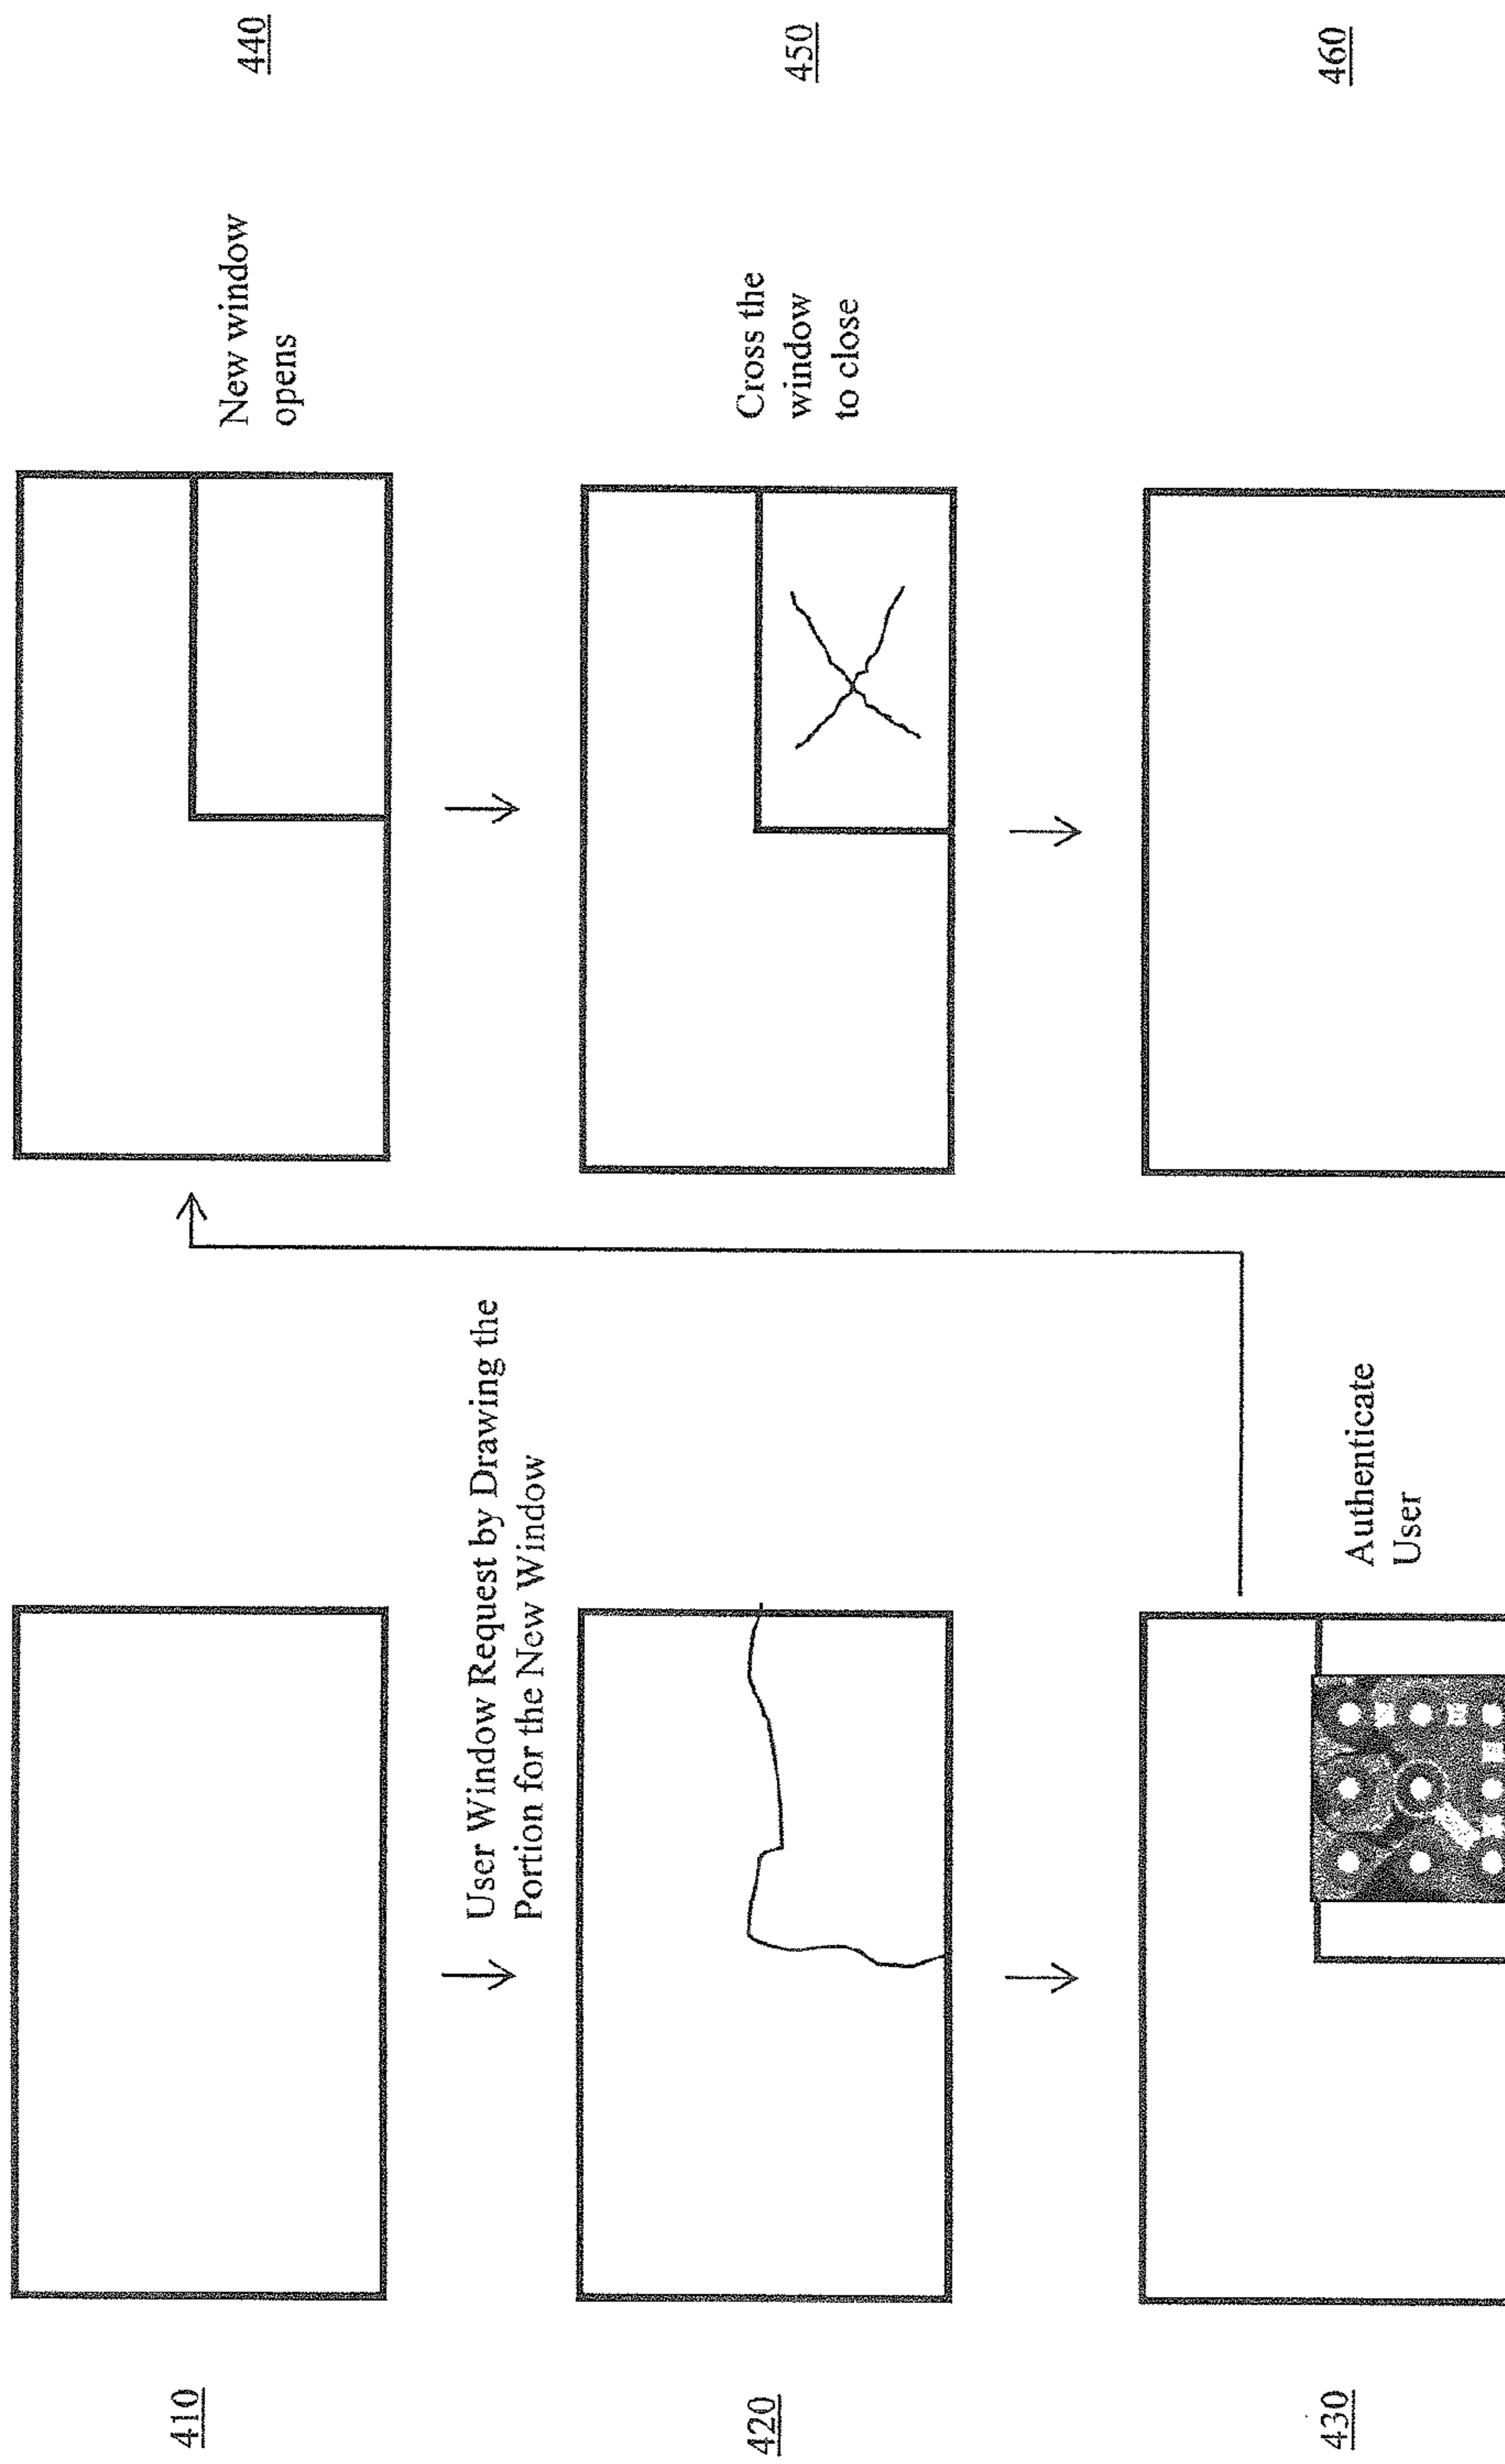 410
User Window Request by Drawing the
Portion for the New Window
420
Authenticate
User
430
New window
opens
440
Cross the
window
to close
450
460